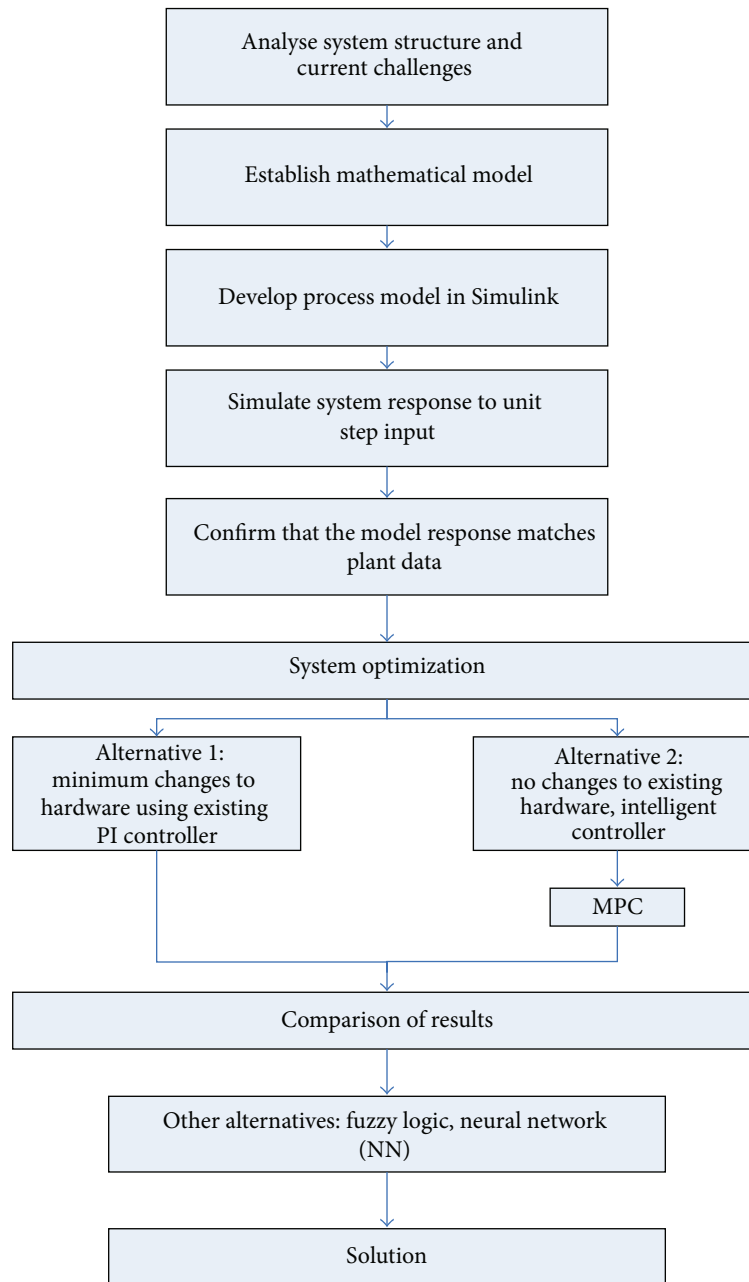 Analyse system structure and
current challenges
Establish mathematical model
Develop process model in Simulink
Simulate system response to unit
step input
Confirm that the model response matches
plant data
System optimization
Alternative 1:
minimum changes to
hardware using existing
PI controller
Alternative 2:
no changes to existing
hardware, intelligent
controller
MPC
Comparison of results
Other alternatives: fuzzy logic, neural network
(NN)
Solution